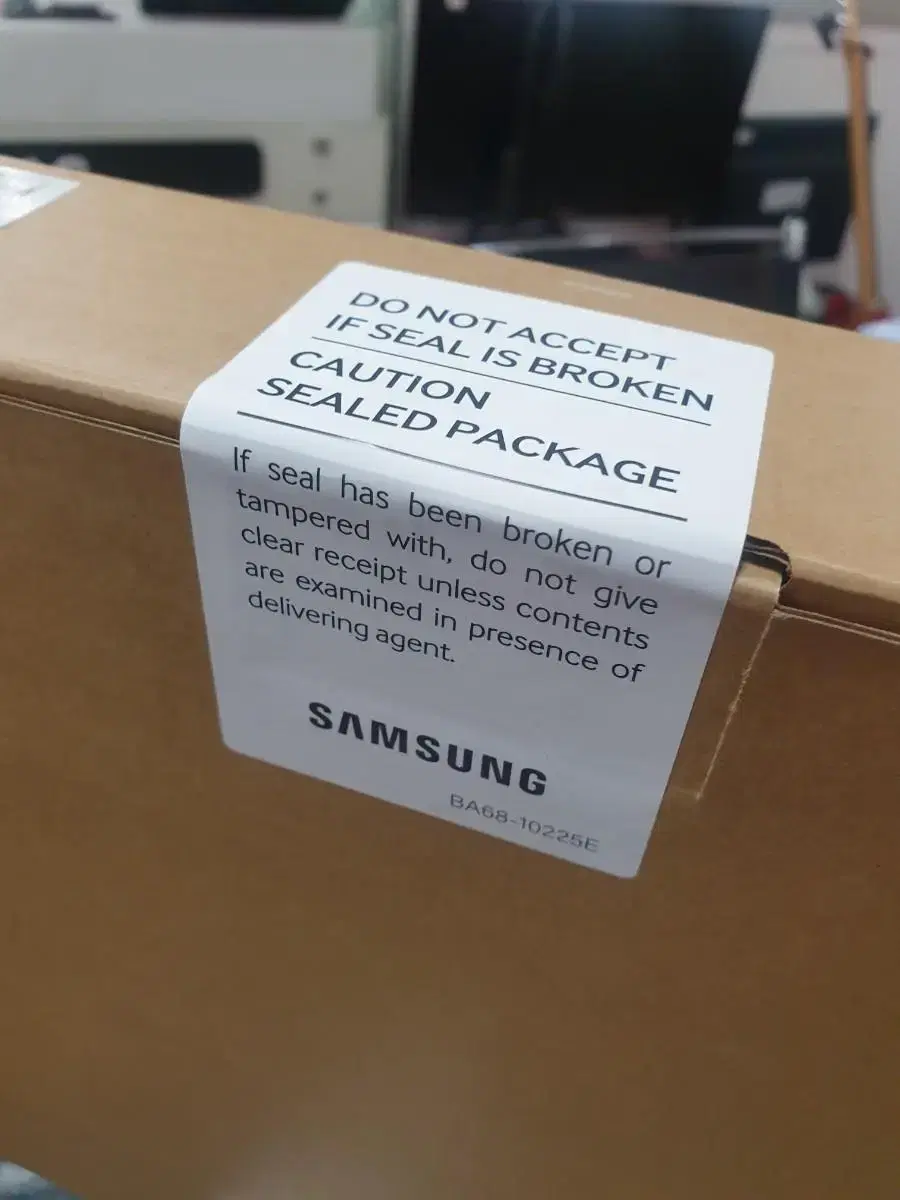 DO NOT ACCEPT
IF SEAL IS BROKEN
CAUTION
SEALED PACKAGE
If seal has been broken or
tampered with, do not give
clear receipt unless contents
are examined in presence of
delivering agent.
SAMSUNG
BA68-10225E